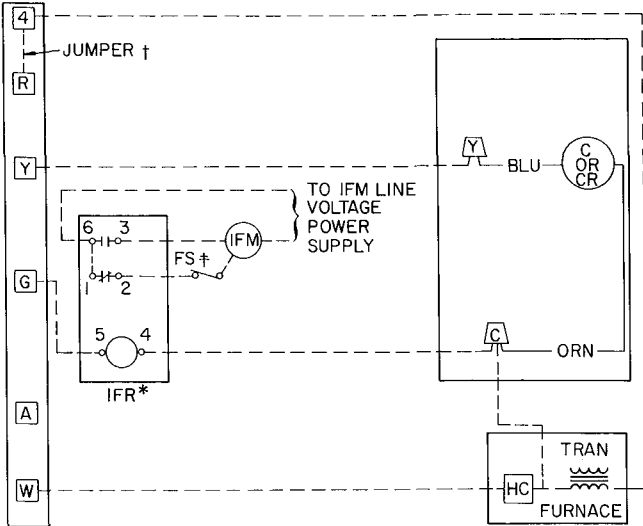 4
JUMPER †
R
Y
Y
BLU
C
OR
CR
TO IFM LINE
VOLTAGE
POWER
SUPPLY
6 3
IFM
FS ‡
1 2
G
5 4
C
ORN
IFR*
A
TRAN
W
HC
FURNACE